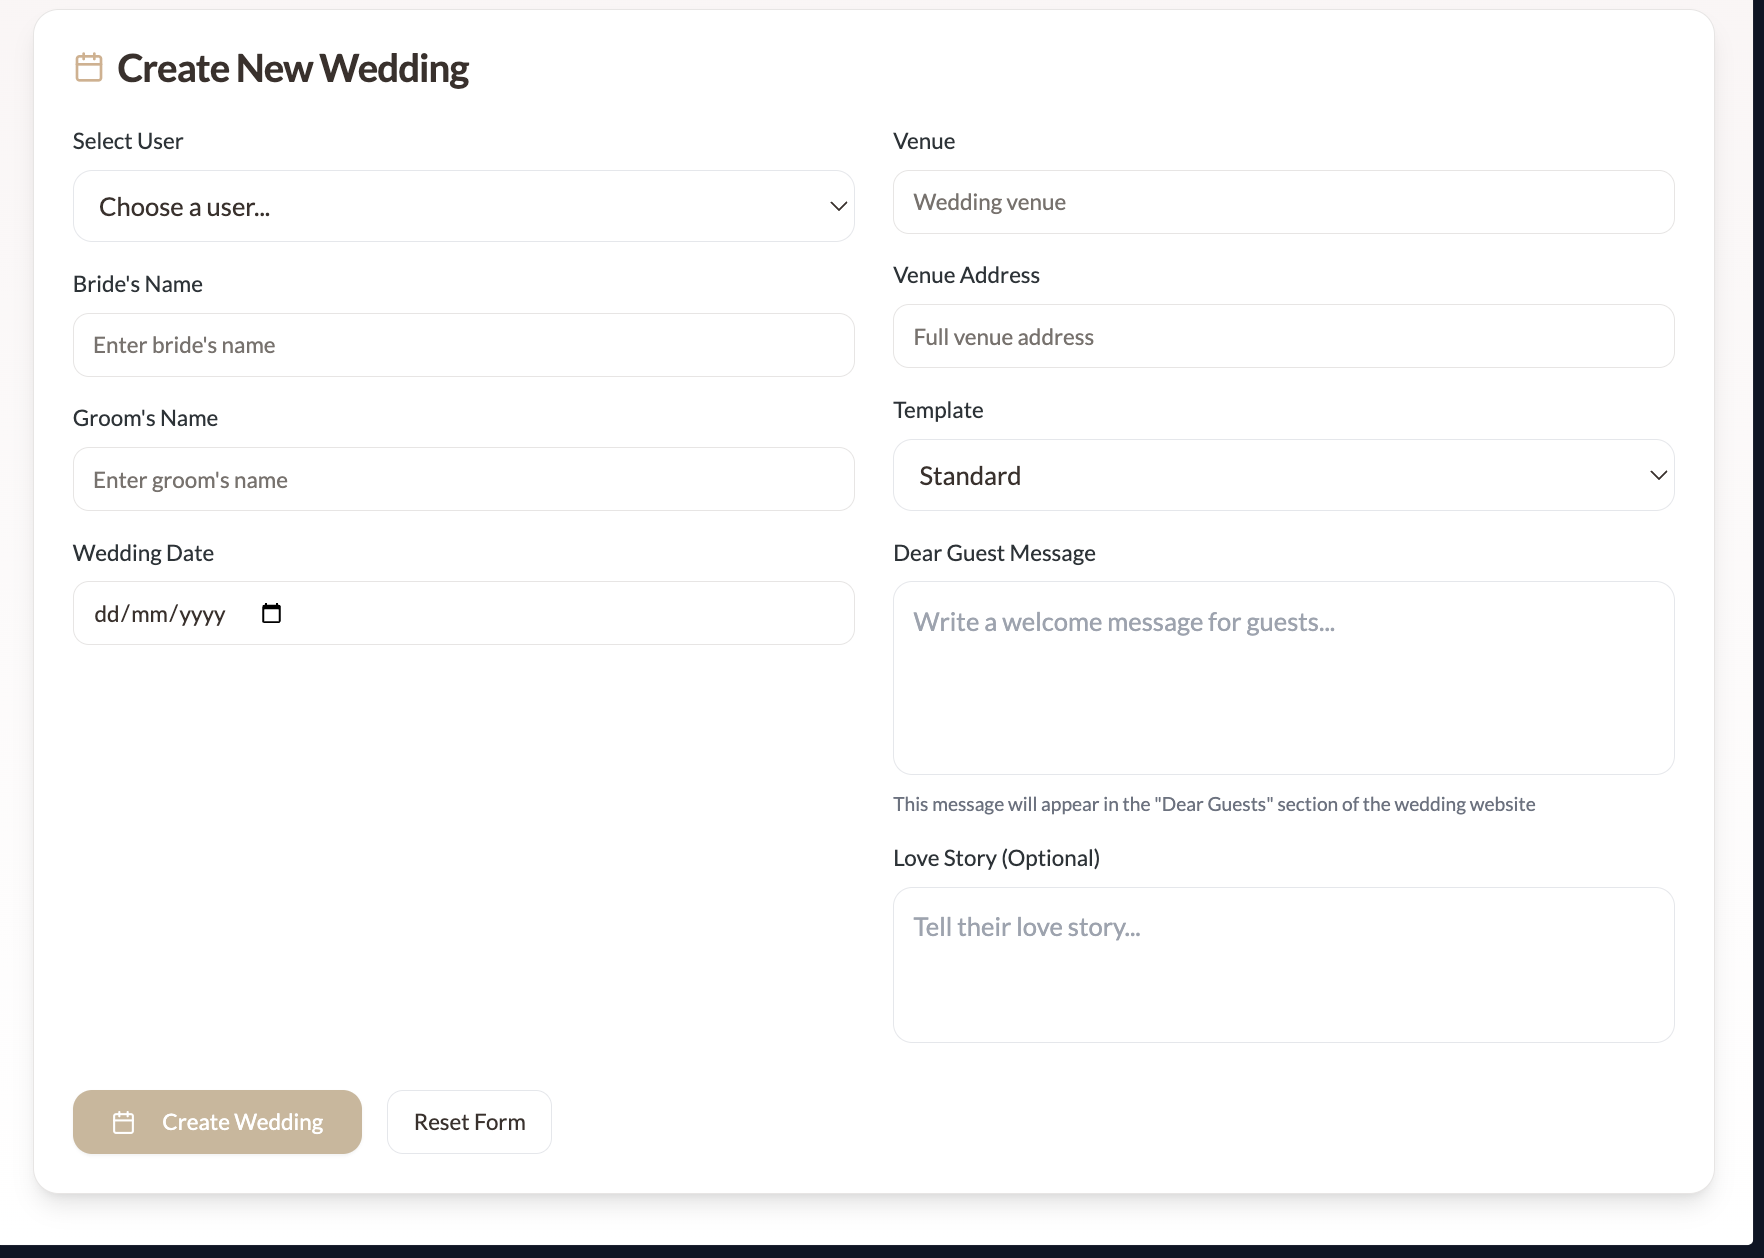 Create New Wedding
Select User
Choose a user...
Bride's Name
Enter bride's name
Groom's Name
Enter groom's name
Wedding Date
dd/mm/yyyy
Venue
Wedding venue
Venue Address
Full venue address
Template
Standard
Dear Guest Message
Write a welcome message for guests...
This message will appear in the "Dear Guests" section of the wedding website
Love Story (Optional)
Tell their love story...
Create Wedding
Reset Form